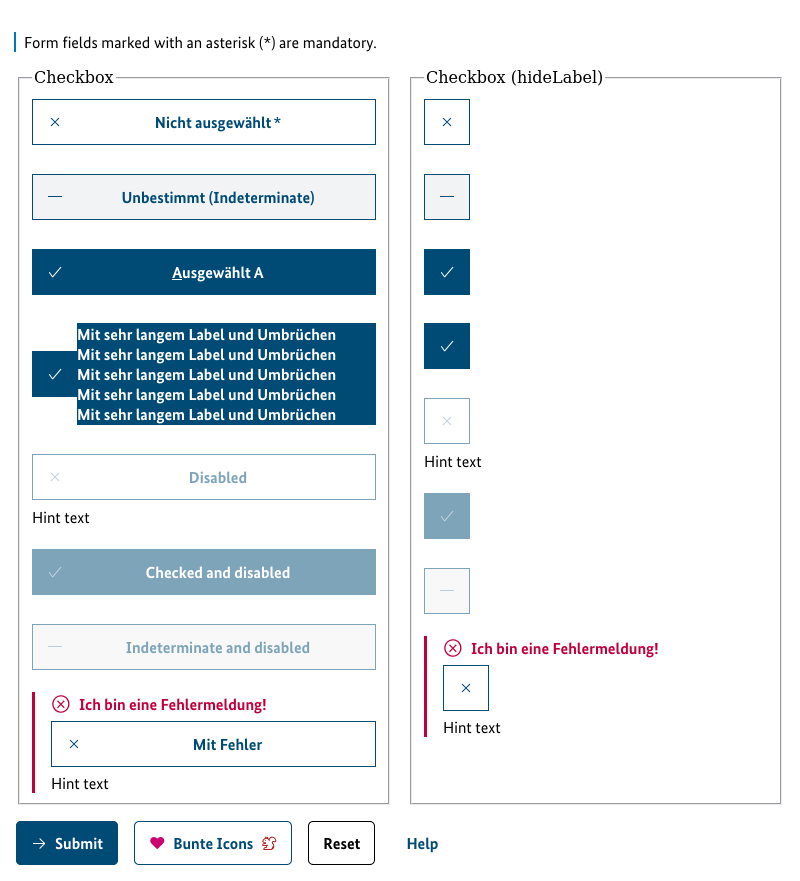 Form fields marked with an asterisk (*) are mandatory.
Checkbox
Nicht ausgewählt *
Unbestimmt (Indeterminate)
Ausgewählt A
Mit sehr langem Label und Umbrüchen
Mit sehr langem Label und Umbrüchen
Mit sehr langem Label und Umbrüchen
Mit sehr langem Label und Umbrüchen
Mit sehr langem Label und Umbrüchen
Disabled
Hint text
Checked and disabled
Indeterminate and disabled
Ich bin eine Fehlermeldung!
Mit Fehler
Hint text
Checkbox (hideLabel)
Hint text
Ich bin eine Fehlermeldung!
Hint text
Submit
Bunte Icons
Reset
Help